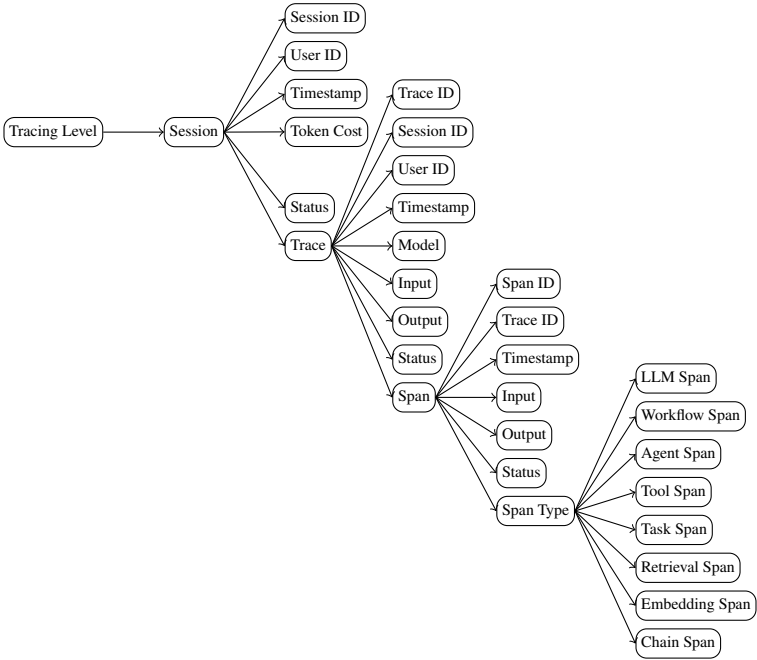 Tracing Level
Session
Session ID
User ID
Timestamp
Token Cost
Status
Trace
Trace ID
Session ID
User ID
Timestamp
Model
Input
Output
Status
Span
Span ID
Trace ID
Timestamp
Input
Output
Status
Span Type
LLM Span
Workflow Span
Agent Span
Tool Span
Task Span
Retrieval Span
Embedding Span
Chain Span